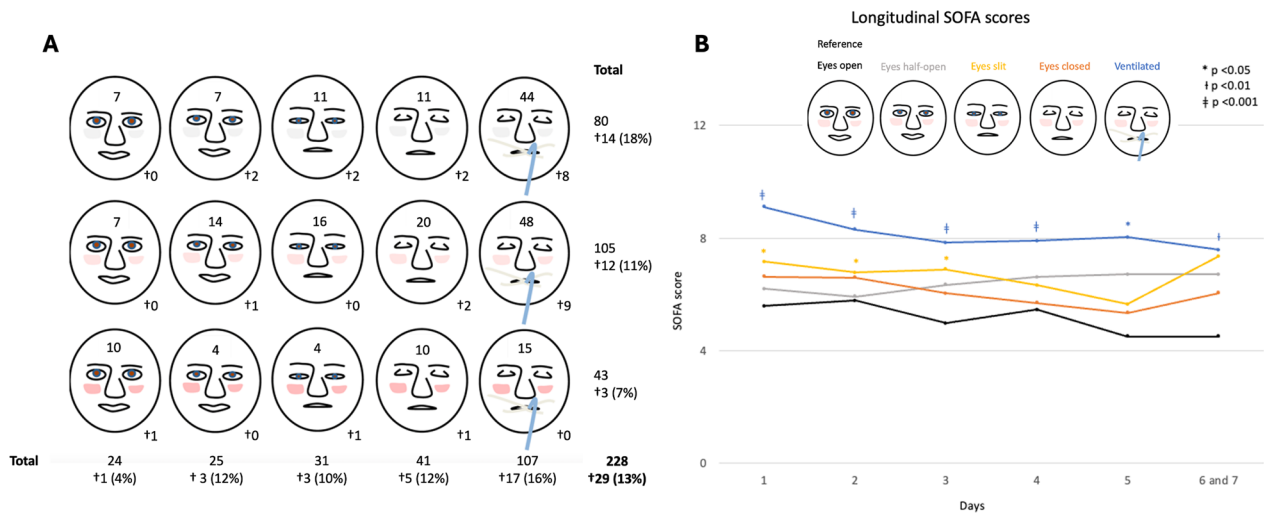 A
Total
7 7 11 11 44
80
†14 (18%)
†0 †2 †2 †2 †8
7 14 16 20 48
105
†12 (11%)
†0 †1 †0 †2 †9
10 4 4 10 15
43
†3 (7%)
†1 †0 †1 †1 †0
Total 24 25 31 41 107 228
†1 (4%) † 3 (12%) †3 (10%) †5 (12%) †17 (16%) †29 (13%)
Longitudinal SOFA scores
B
Reference
Eyes open Eyes half-open Eyes slit Eyes closed Ventilated
* p <0.05
ƚ p <0.01
ǂ p <0.001
12
ǂ
ǂ
ǂ
ǂ
*
ƚ
8
*
*
*
SOFA score
4
0
1 2 3 4 5 6 and 7
Days